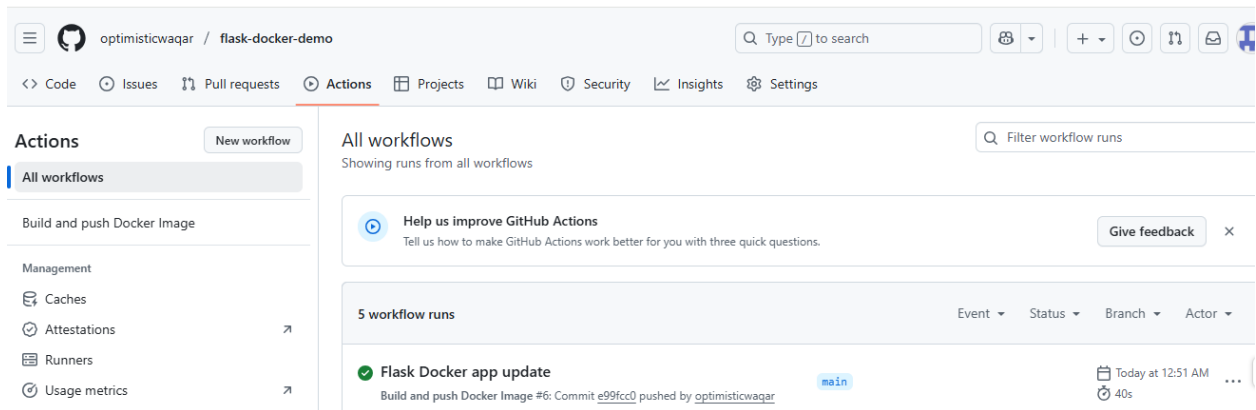 optimisticwaqar / flask-docker-demo
Type / to search
Code Issues Pull requests Actions Projects Wiki Security Insights Settings
Actions
New workflow
All workflows
Build and push Docker Image
Management
Caches
Attestations
Runners
Usage metrics
All workflows
Showing runs from all workflows
Filter workflow runs
Help us improve GitHub Actions
Tell us how to make GitHub Actions work better for you with three quick questions.
Give feedback
5 workflow runs
Event Status Branch Actor
Flask Docker app update
main
Today at 12:51 AM
Build and push Docker Image #6: Commit e99fcc0 pushed by optimisticwaqar
40s